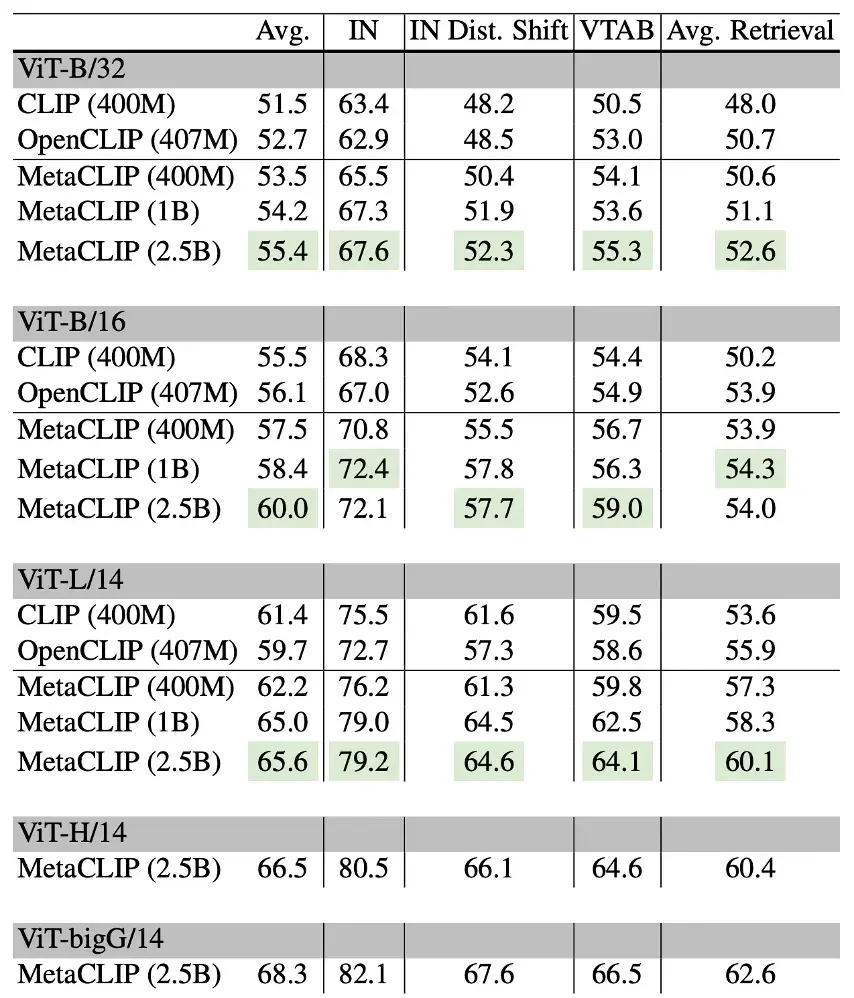 Avg. IN IN Dist. Shift VTAB Avg. Retrieval
ViT-B/32
CLIP (400M) 51.5 63.4 48.2 50.5 48.0
OpenCLIP (407M) 52.7 62.9 48.5 53.0 50.7
MetaCLIP (400M) 53.5 65.5 50.4 54.1 50.6
MetaCLIP (1B) 54.2 67.3 51.9 53.6 51.1
MetaCLIP (2.5B) 55.4 67.6 52.3 55.3 52.6
ViT-B/16
CLIP (400M) 55.5 68.3 54.1 54.4 50.2
OpenCLIP (407M) 56.1 67.0 52.6 54.9 53.9
MetaCLIP (400M) 57.5 70.8 55.5 56.7 53.9
MetaCLIP (1B) 58.4 72.4 57.8 56.3 54.3
MetaCLIP (2.5B) 60.0 72.1 57.7 59.0 54.0
ViT-L/14
CLIP (400M) 61.4 75.5 61.6 59.5 53.6
OpenCLIP (407M) 59.7 72.7 57.3 58.6 55.9
MetaCLIP (400M) 62.2 76.2 61.3 59.8 57.3
MetaCLIP (1B) 65.0 79.0 64.5 62.5 58.3
MetaCLIP (2.5B) 65.6 79.2 64.6 64.1 60.1
ViT-H/14
MetaCLIP (2.5B) 66.5 80.5 66.1 64.6 60.4
ViT-bigG/14
MetaCLIP (2.5B) 68.3 82.1 67.6 66.5 62.6